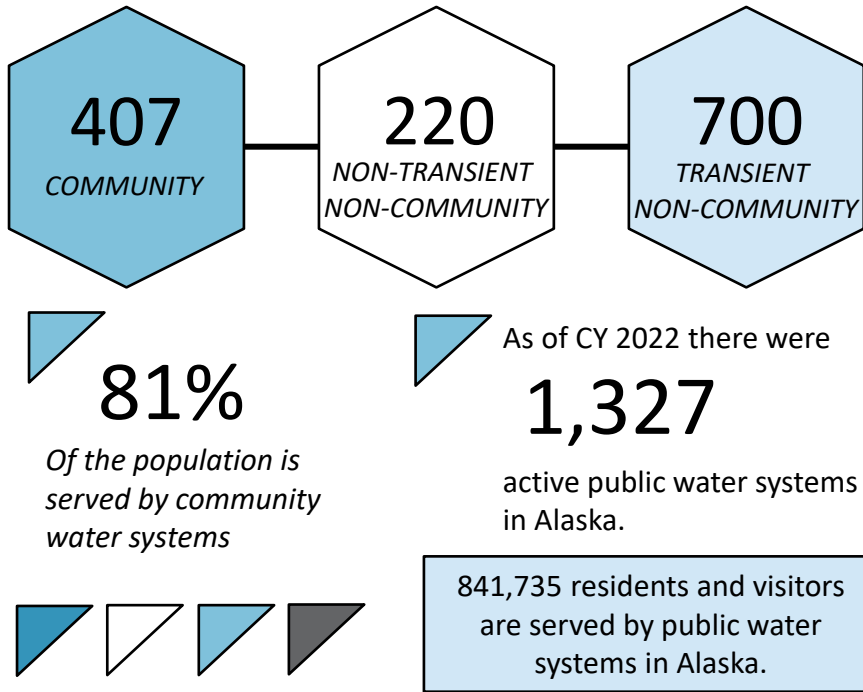 407
COMMUNITY
220
NON-TRANSIENT
NON-COMMUNITY
700
TRANSIENT
NON-COMMUNITY
81%
Of the population is
served by community
water systems
As of CY 2022 there were
1,327
active public water systems
in Alaska.
841,735 residents and visitors
are served by public water
systems in Alaska.